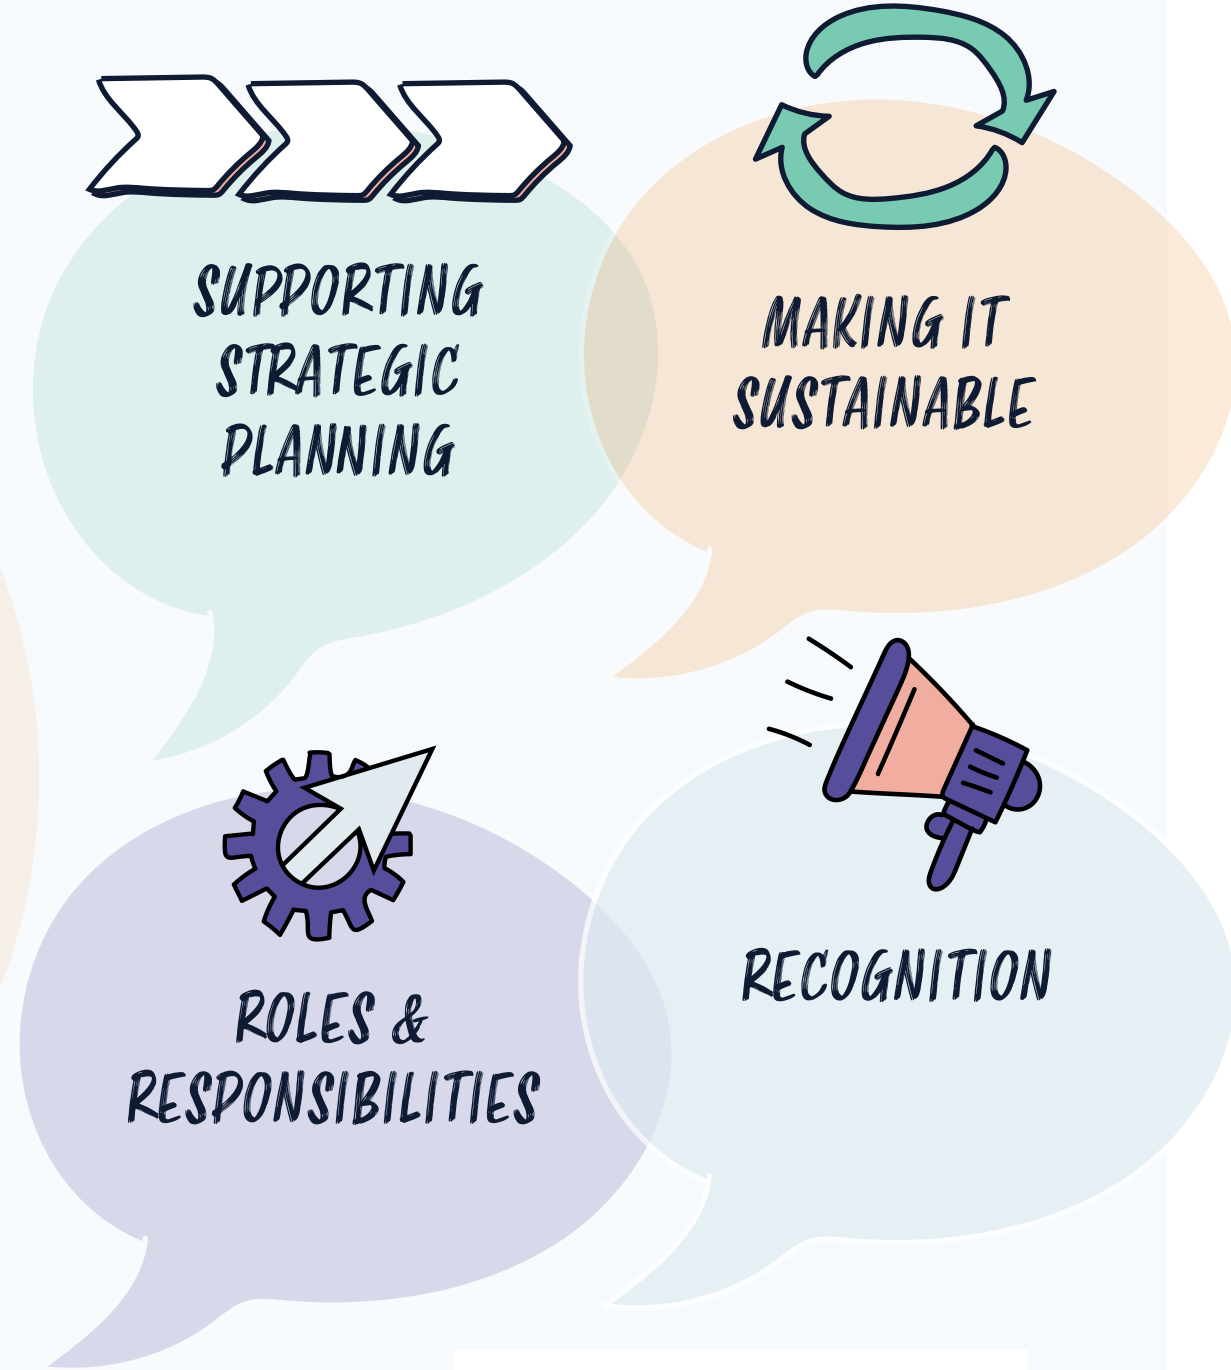 SUPPORTING
STRATEGIC
PLANNING
MAKING IT
SUSTAINABLE
ROLES &
RESPONSIBILITIES
RECOGNITION